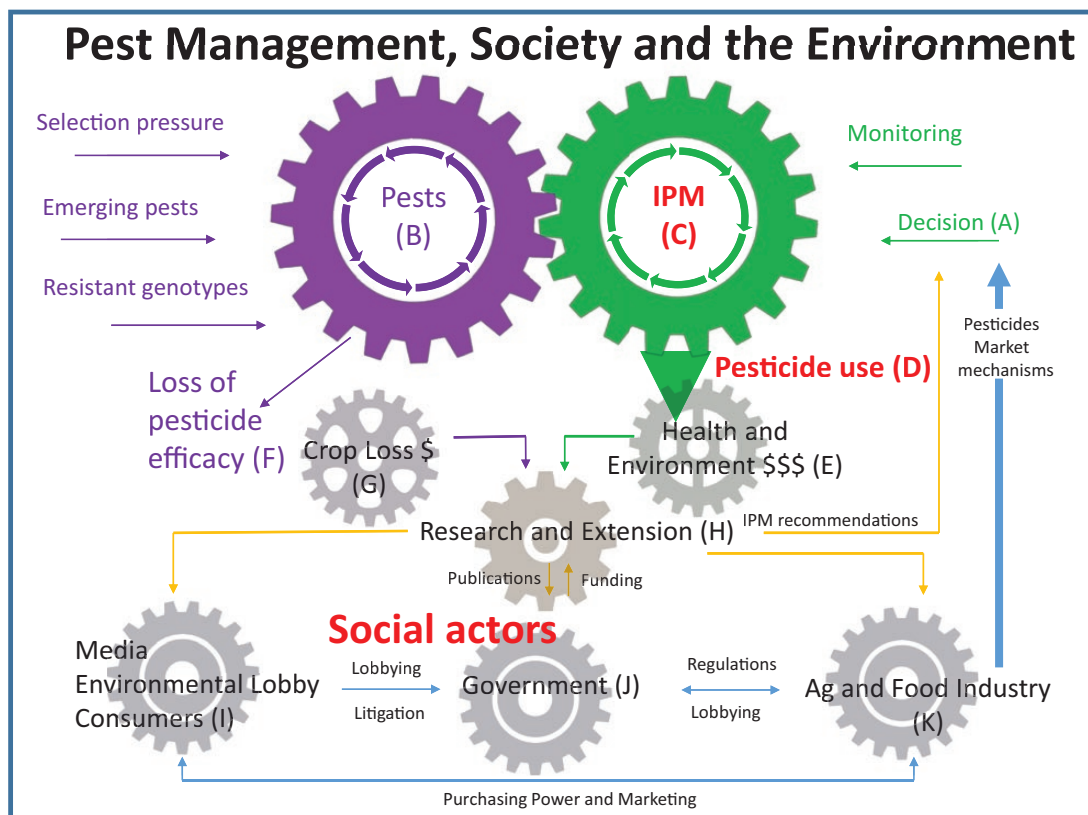 Pest Management, Society and the Environment
Selection pressure
Emerging pests
Resistant genotypes
Pests
(B)
IPM
(C)
Monitoring
Decision (A)
Pesticides
Market
mechanisms
Pesticide use (D)
Loss of
pesticide
efficacy (F)
Crop Loss $
(G)
Health and
Environment $$$ (E)
Research and Extension (H)
IPM recommendations
Publications
Funding
Social actors
Media
Environmental Lobby
Consumers (I)
Lobbying
Litigation
Government (J)
Regulations
Lobbying
Ag and Food Industry
(K)
Purchasing Power and Marketing